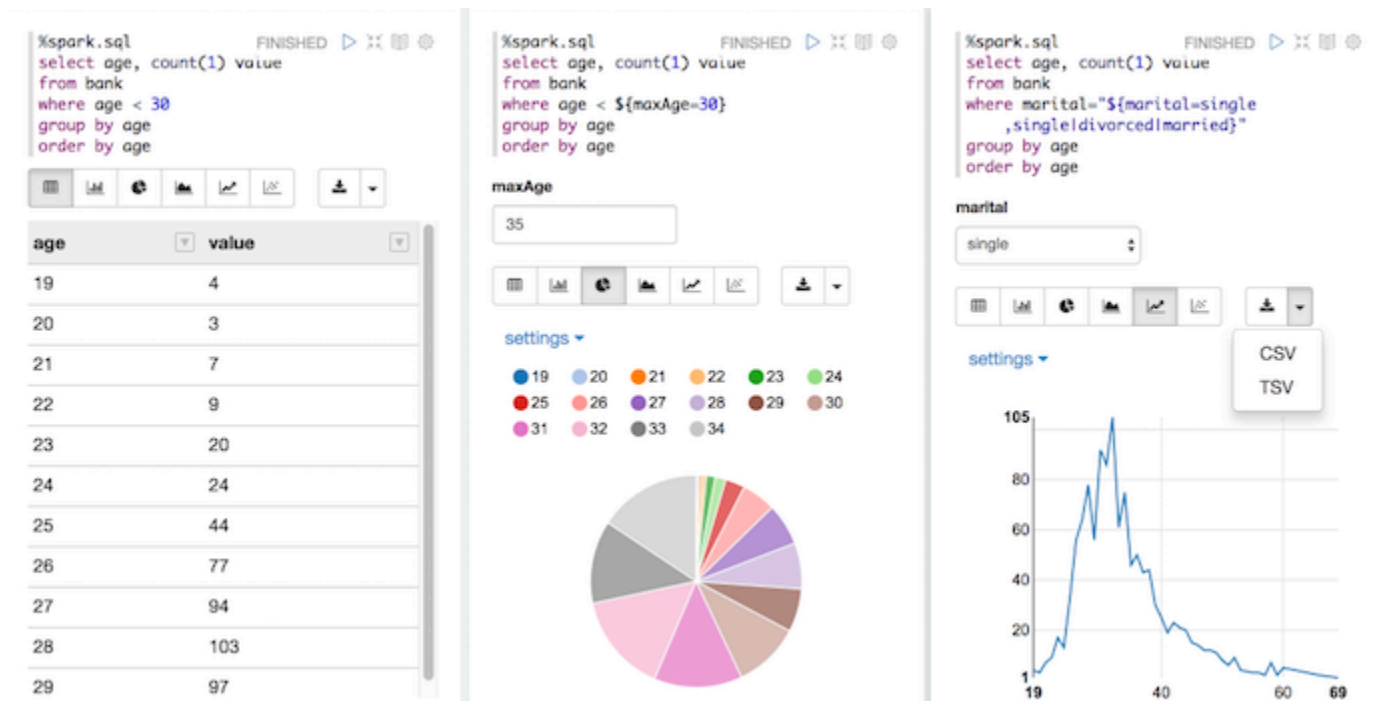 %spark.sql FINISHED
select age, count(1) value
from bank
where age < 30
group by age
order by age
age value
19 4
20 3
21 7
22 9
23 20
24 24
25 44
26 77
27 94
28 103
29 97
%spark.sql FINISHED
select age, count(1) value
from bank
where age < ${maxAge=30}
group by age
order by age
maxAge
35
settings
19 20 21 22 23 24
25 26 27 28 29 30
31 32 33 34
%spark.sql FINISHED
select age, count(1) value
from bank
where marital="${marital=single
,single|divorced|married}"
group by age
order by age
marital
single
CSV
TSV
settings
105
80
60
40
20
1
19 40 60 69